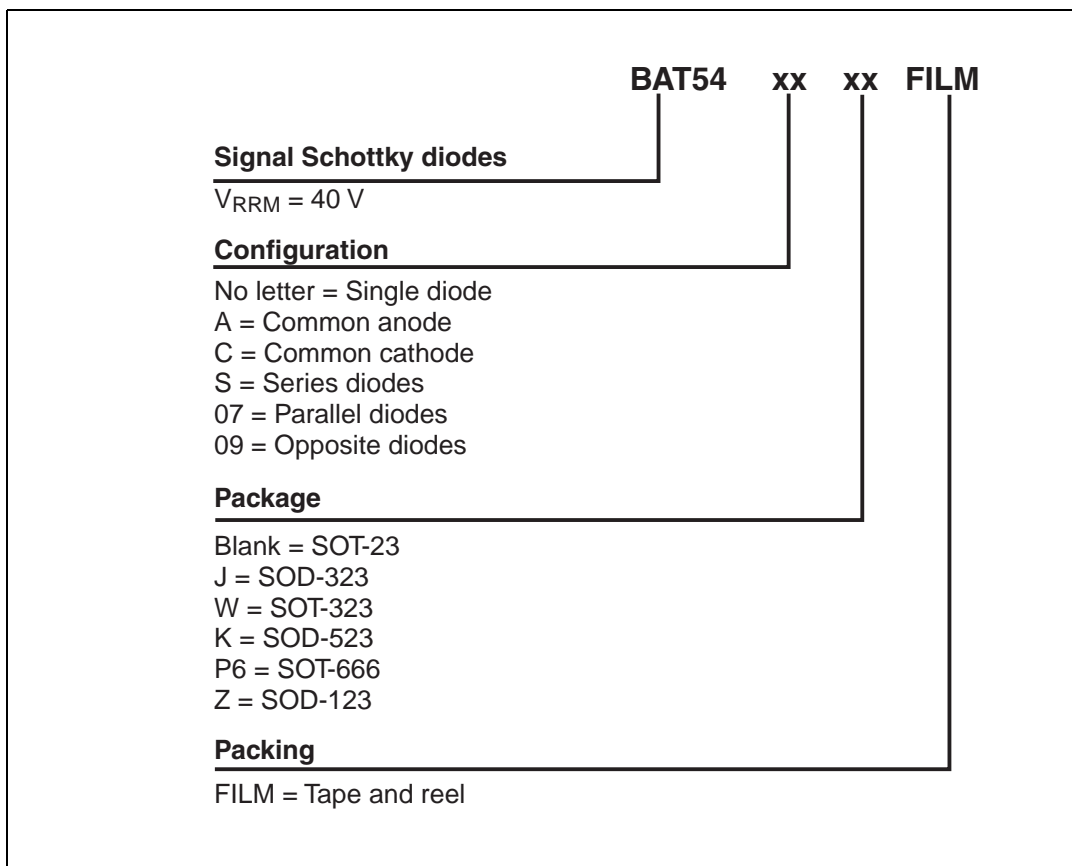 BAT54 xx xx FILM
Signal Schottky diodes
VRRM = 40 V
Configuration
No letter = Single diode
A = Common anode
C = Common cathode
S = Series diodes
07 = Parallel diodes
09 = Opposite diodes
Package
Blank = SOT-23
J = SOD-323
W = SOT-323
K = SOD-523
P6 = SOT-666
Z = SOD-123
Packing
FILM = Tape and reel